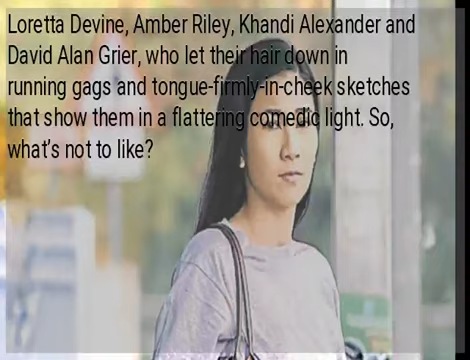 Loretta Devine, Amber Riley, Khandi Alexander and
David Alan Grier, who let their hair down in
running gags and tongue-firmly-in-cheek sketches
that show them in a flattering comedic light. So,
what's not to like?